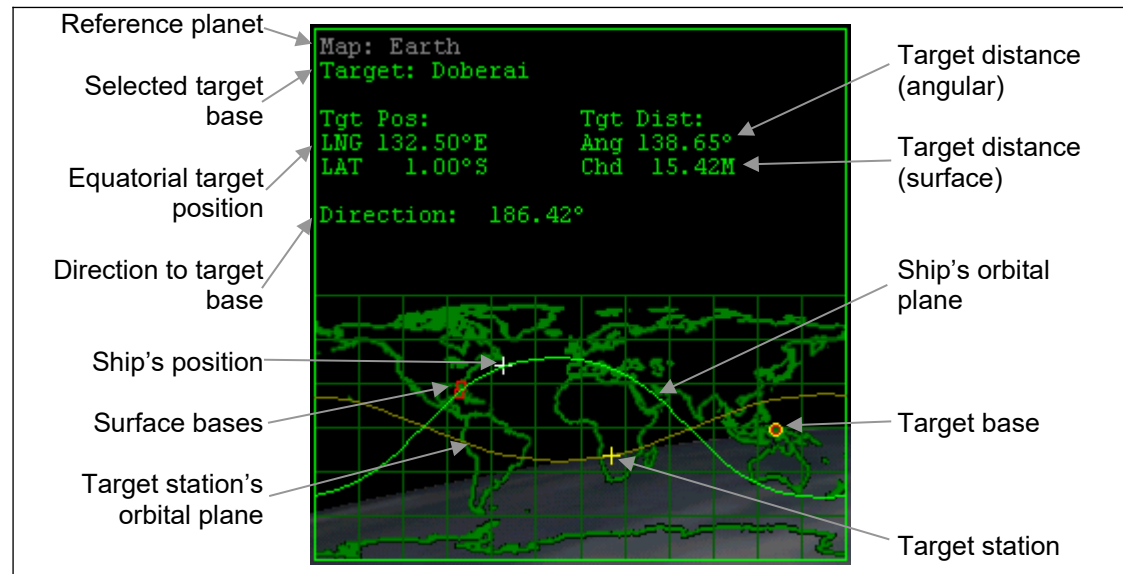 Reference planet
Selected target
base
Equatorial target
position
Direction to target
base
Ship's position
Surface bases
Target station's
orbital plane
Map: Earth
Target: Doberai
Tgt Pos: Tgt Dist:
LNG 132.50°E Ang 138.65°
LAT 1.00°S Chd 15.42M
Direction: 186.42°
Target distance
(angular)
Target distance
(surface)
Ship's orbital
plane
Target base
Target station